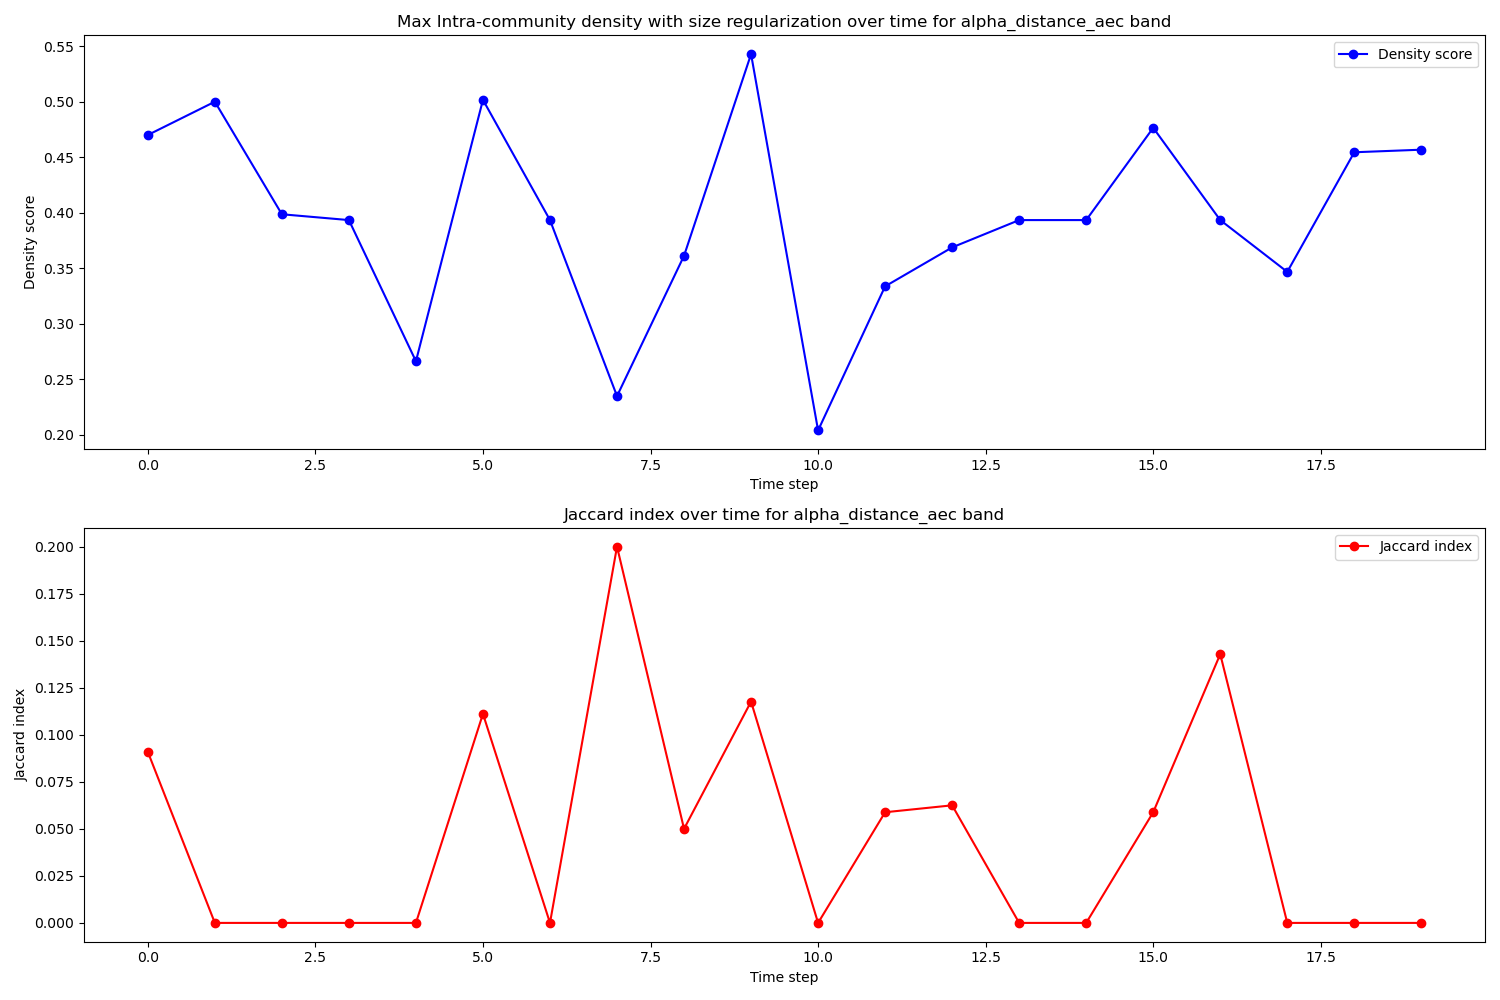 Max Intra-community density with size regularization over time for alpha_distance_aec band
0.55
0.50
0.45
0.40
0.35
0.30
0.25
0.20
Density score
Density score
0.0 2.5 5.0 7.5 10.0 12.5 15.0 17.5
Time step
Jaccard index over time for alpha_distance_aec band
0.200
0.175
0.150
0.125
0.100
0.075
0.050
0.025
0.000
Jaccard index
Jaccard index
0.0 2.5 5.0 7.5 10.0 12.5 15.0 17.5
Time step